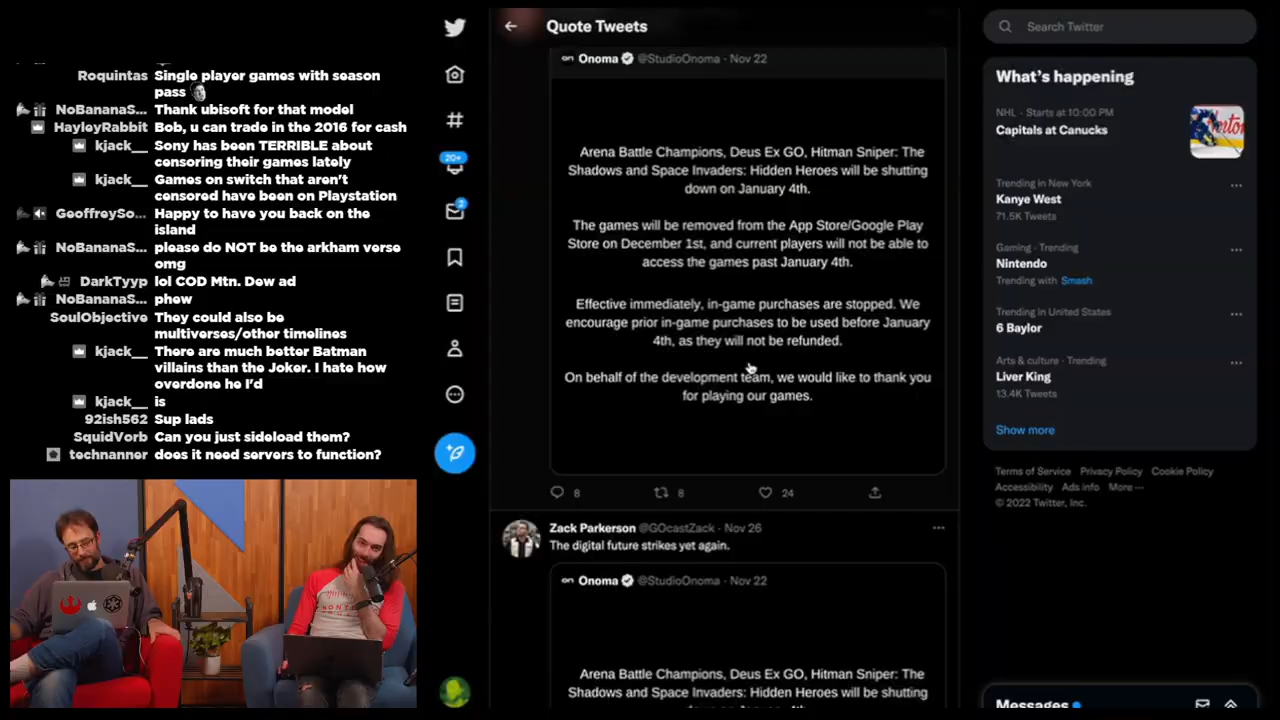 Roquintas Single player games with season
pass
NoBananaS... Thank ubisoft for that model
HayleyRabbit Bob, u can trade in the 2016 for cash
kjack__ Sony has been TERRIBLE about
censoring their games lately
kjack__ Games on switch that aren't
censored have been on Playstation
GeoffreySo... Happy to have you back on the
island
NoBananaS... please do NOT be the arkham verse
omg
DarkTyyp lol COD Mtn. Dew ad
NoBananaS... phew
SoulObjective They could also be
multiverses/other timelines
kjack__ There are much better Batman
villains than the Joker. I hate how
overdone he I'd
kjack__ is
92ish562 Sup lads
SquidVorb Can you just sideload them?
technanner does it need servers to function?
20+
2
Quote Tweets
on Onoma @StudioOnoma · Nov 22
Arena Battle Champions, Deus Ex GO, Hitman Sniper: The
Shadows and Space Invaders: Hidden Heroes will be shutting
down on January 4th.
The games will be removed from the App Store/Google Play
Store on December 1st, and current players will not be able to
access the games past January 4th.
Effective immediately, in-game purchases are stopped. We
encourage prior in-game purchases to be used before January
4th, as they will not be refunded.
On behalf of the development team, we would like to thank you
for playing our games.
8 8 24
Zack Parkerson @GOcastZack · Nov 26
The digital future strikes yet again.
on Onoma @StudioOnoma · Nov 22
Arena Battle Champions, Deus Ex GO, Hitman Sniper: The
Shadows and Space Invaders: Hidden Heroes will be shutting
down on January 4th.
Search Twitter
What's happening
NHL · Starts at 10:00 PM
Capitals at Canucks
Trending in New York
Kanye West
71.5K Tweets
Gaming · Trending
Nintendo
Trending with Smash
Trending in United States
6 Baylor
Arts & culture · Trending
Liver King
13.4K Tweets
Show more
Terms of Service Privacy Policy Cookie Policy
Accessibility Ads info More ···
© 2022 Twitter, Inc.
Messages